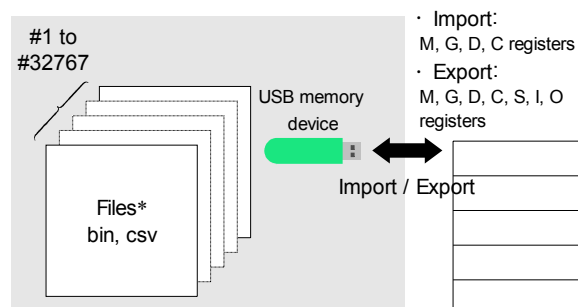 #1 to
#32767
Files*
bin, csv
USB memory
device
Import / Export
· Import:
M, G, D, C registers
· Export:
M, G, D, C, S, I, O
registers